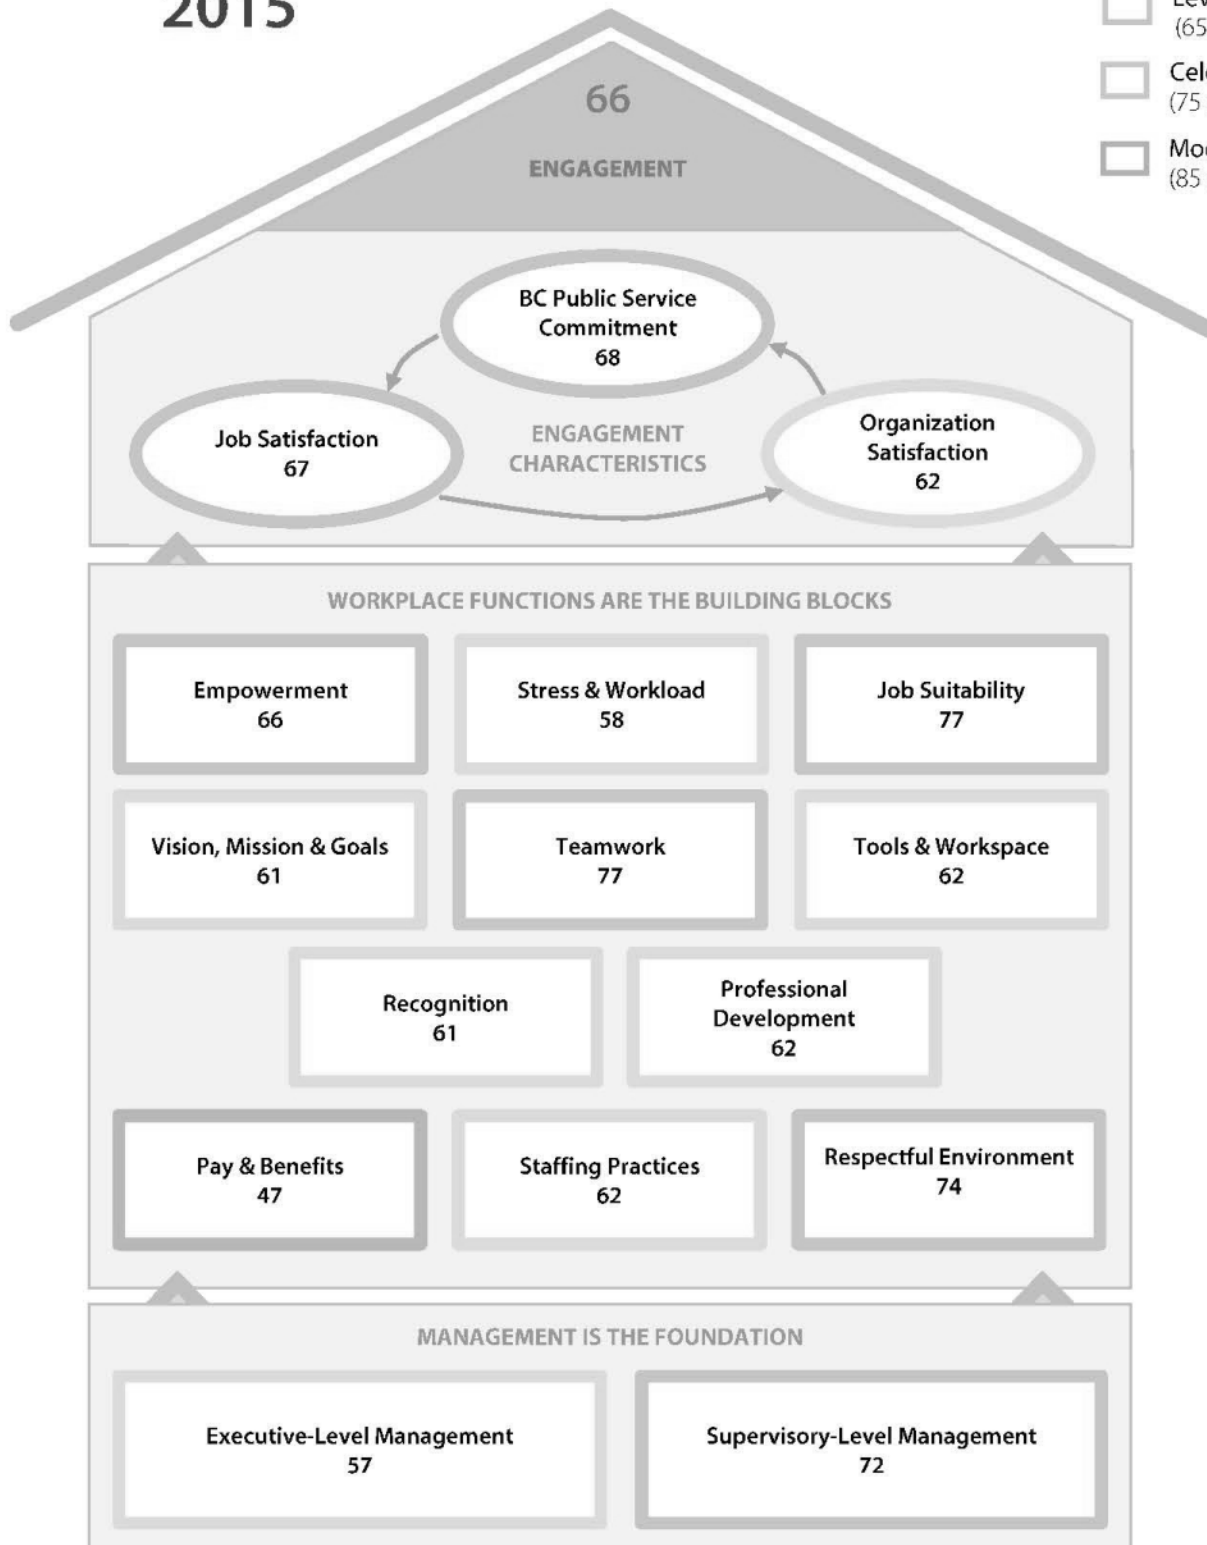 2015
(65
(75
(85
66
ENGAGEMENT
BC Public Service
Commitment
68
Job Satisfaction
67
ENGAGEMENT
CHARACTERISTICS
Organization
Satisfaction
62
WORKPLACE FUNCTIONS ARE THE BUILDING BLOCKS
Empowerment
66
Stress & Workload
58
Job Suitability
77
Vision, Mission & Goals
61
Teamwork
77
Tools & Workspace
62
Recognition
61
Professional
Development
62
Pay & Benefits
47
Staffing Practices
62
Respectful Environment
74
MANAGEMENT IS THE FOUNDATION
Executive-Level Management
57
Supervisory-Level Management
72